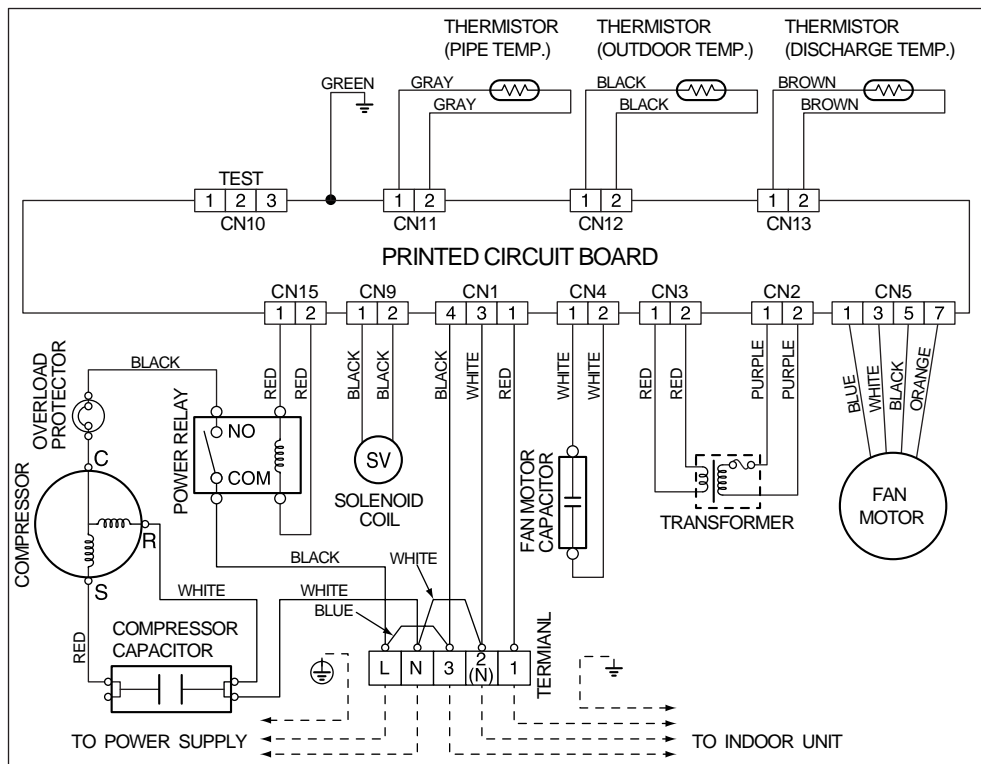 THERMISTOR
(PIPE TEMP.)
THERMISTOR
(OUTDOOR TEMP.)
THERMISTOR
(DISCHARGE TEMP.)
GREEN
GRAY
GRAY
BLACK
BLACK
BROWN
BROWN
TEST
1 2 3
CN10
1 2
CN11
1 2
CN12
1 2
CN13
PRINTED CIRCUIT BOARD
CN15
1 2
CN9
1 2
CN1
4 3 1
CN4
1 2
CN3
1 2
CN2
1 2
CN5
1 3 5 7
OVERLOAD
PROTECTOR
BLACK
RED
RED
BLACK
BLACK
BLACK
WHITE
RED
WHITE
WHITE
RED
RED
PURPLE
PURPLE
BLUE
WHITE
BLACK
ORANGE
POWER RELAY
NO
COM
SV
SOLENOID
COIL
FAN MOTOR
CAPACITOR
TRANSFORMER
FAN
MOTOR
COMPRESSOR
C
R
S
BLACK
WHITE
WHITE
WHITE
BLUE
RED
COMPRESSOR
CAPACITOR
L N 3 2 (N) 1
TERMIANL
TO POWER SUPPLY
TO INDOOR UNIT